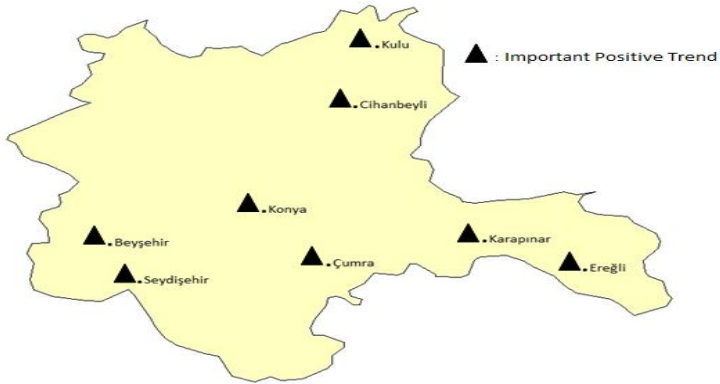 .Kulu
: Important Positive Trend
.Cihanbeyli
.Konya
.Karapınar
.Beyşehir
.Çumra
.Ereğli
.Seydişehir